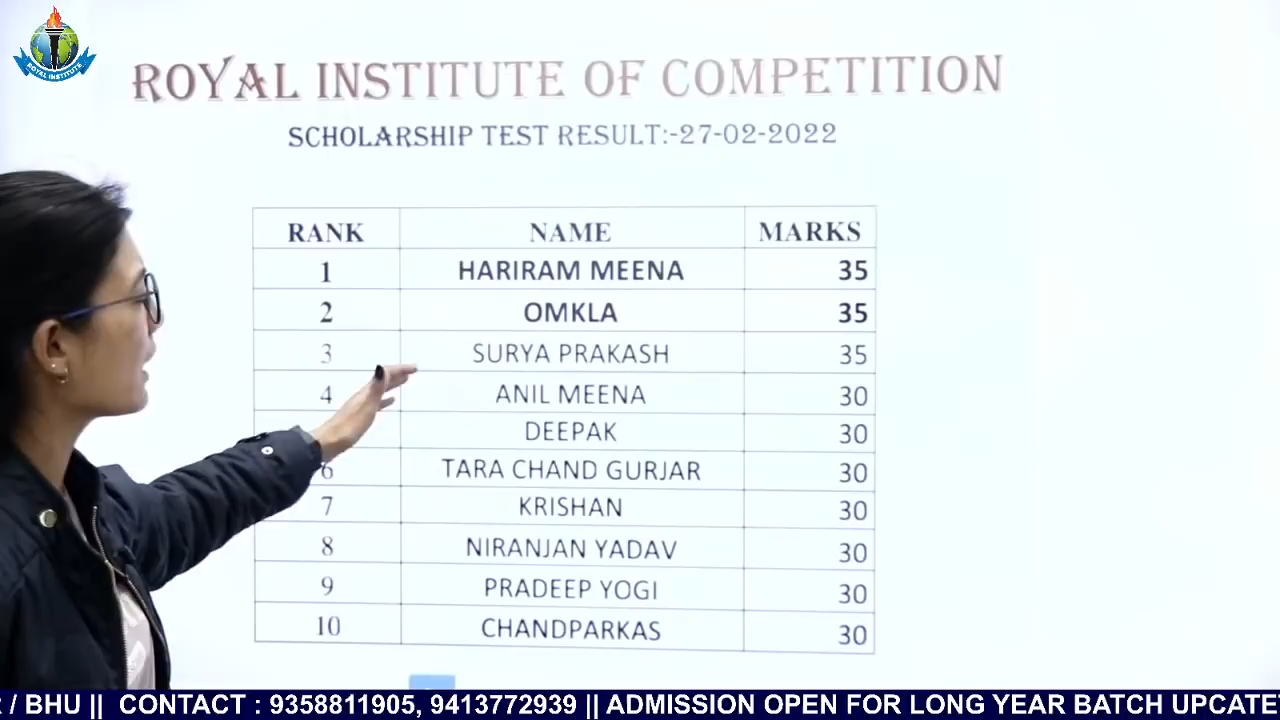 ROYAL INSTITUTE
ROYAL INSTITUTE OF COMPETITION
SCHOLARSHIP TEST RESULT:-27-02-2022
RANK NAME MARKS
1 HARIRAM MEENA 35
2 OMKLA 35
3 SURYA PRAKASH 35
4 ANIL MEENA 30
DEEPAK 30
6 TARA CHAND GURJAR 30
7 KRISHAN 30
8 NIRANJAN YADAV 30
9 PRADEEP YOGI 30
10 CHANDPARKAS 30
/ BHU || CONTACT : 9358811905, 9413772939 || ADMISSION OPEN FOR LONG YEAR BATCH UPCATE